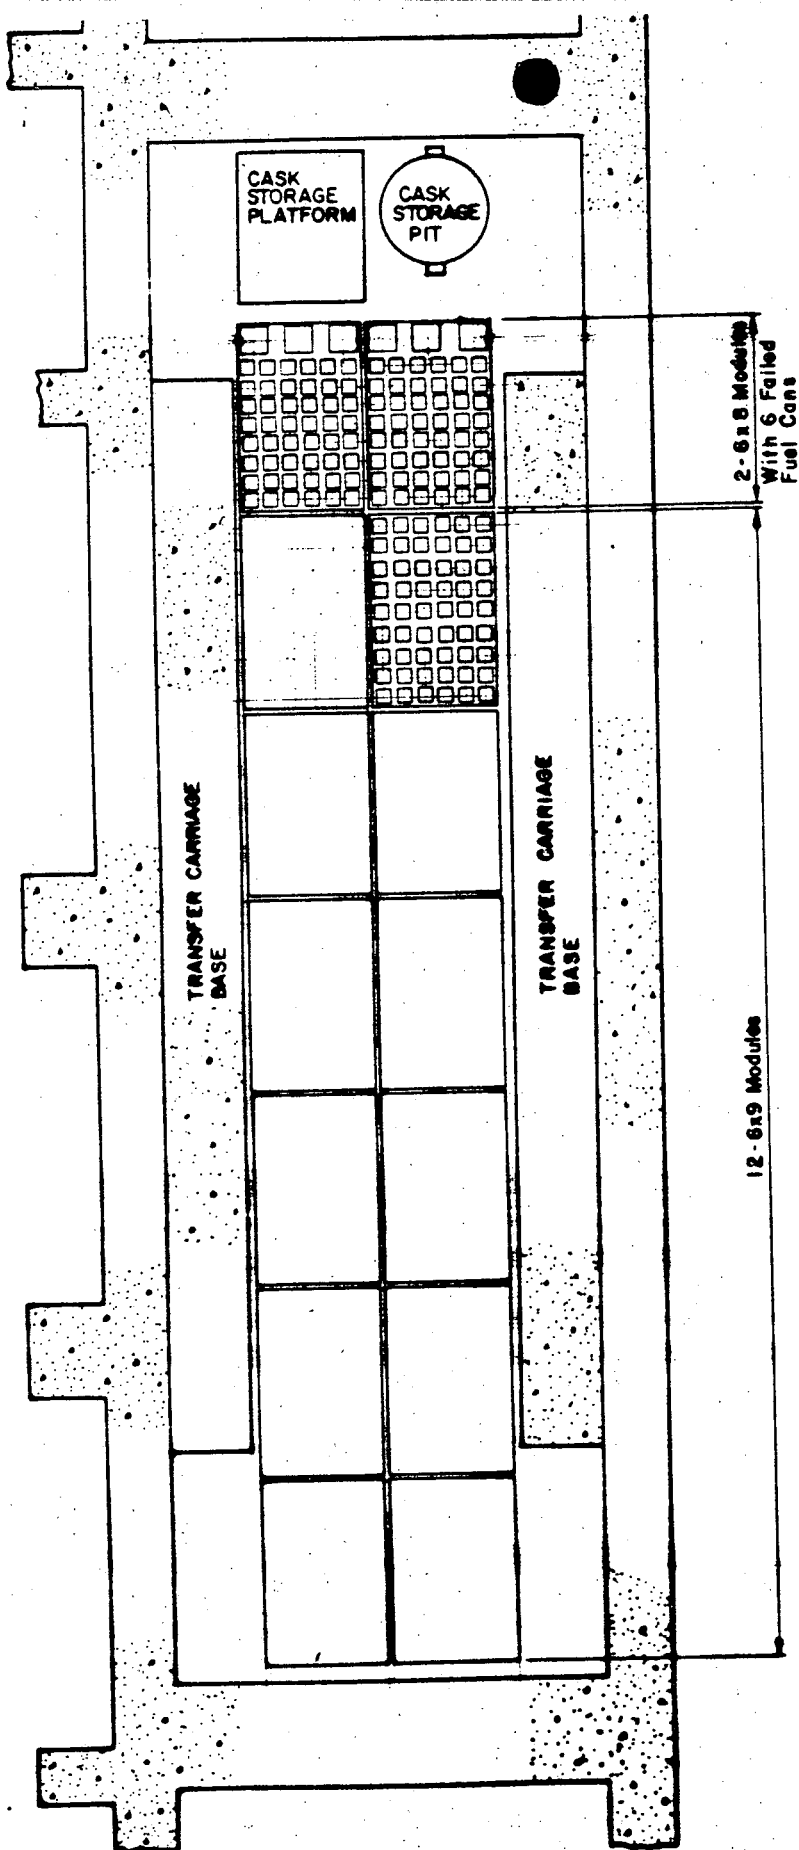 CASK
STORAGE
PLATFORM
CASK
STORAGE
PIT
2-6x8 Modules
With 6 Failed
Fuel Cans
TRANSFER CARRIAGE
BASE
TRANSFER CARRIAGE
BASE
12-6x9 Modules